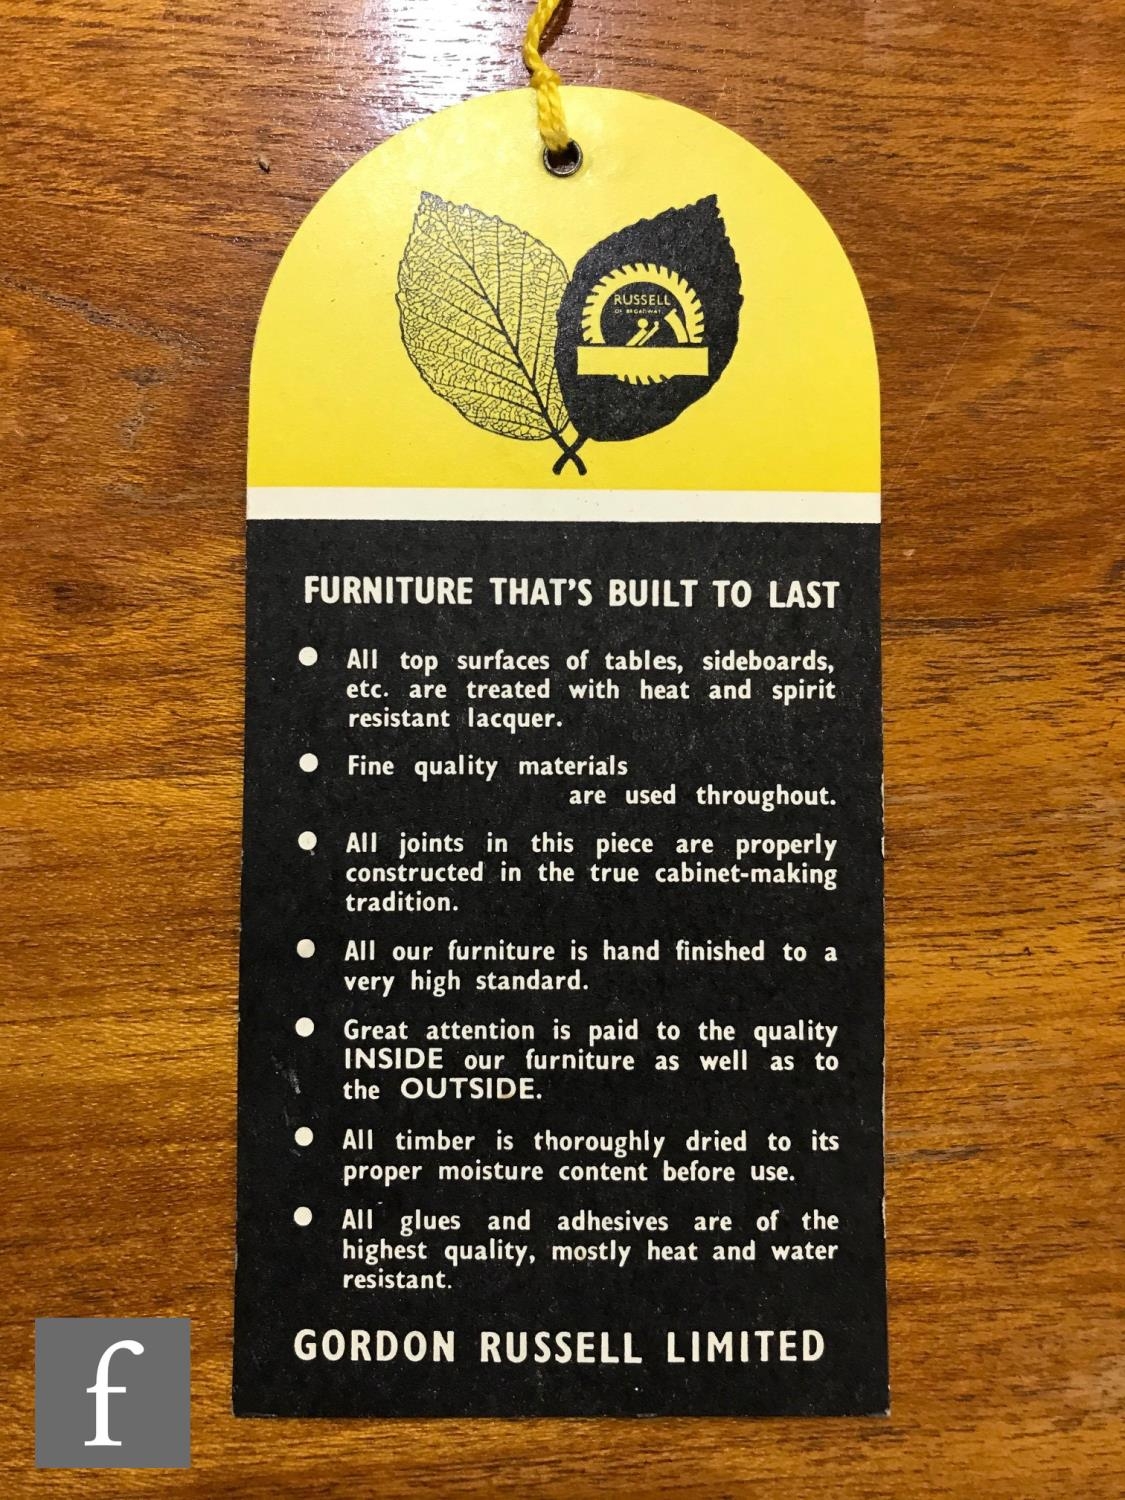 RUSSELL
OF BROADWAY
FURNITURE THAT'S BUILT TO LAST
● All top surfaces of tables, sideboards,
etc. are treated with heat and spirit
resistant lacquer.
● Fine quality materials
are used throughout.
● All joints in this piece are properly
constructed in the true cabinet-making
tradition.
● All our furniture is hand finished to a
very high standard.
● Great attention is paid to the quality
INSIDE our furniture as well as to
the OUTSIDE.
● All timber is thoroughly dried to its
proper moisture content before use.
● All glues and adhesives are of the
highest quality, mostly heat and water
resistant.
GORDON RUSSELL LIMITED
f